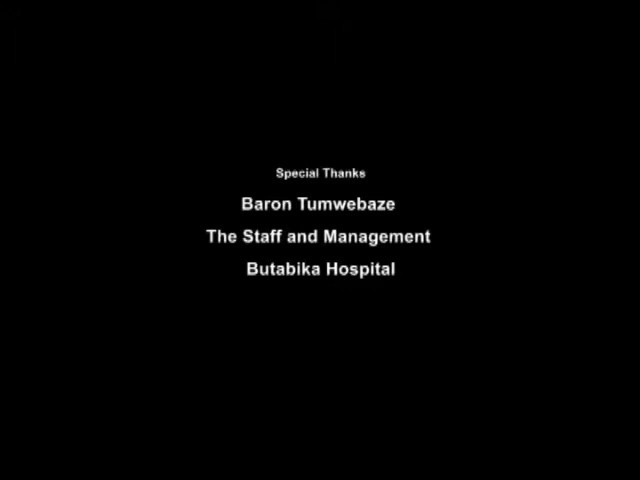 Special Thanks
Baron Tumwebaze
The Staff and Management
Butabika Hospital